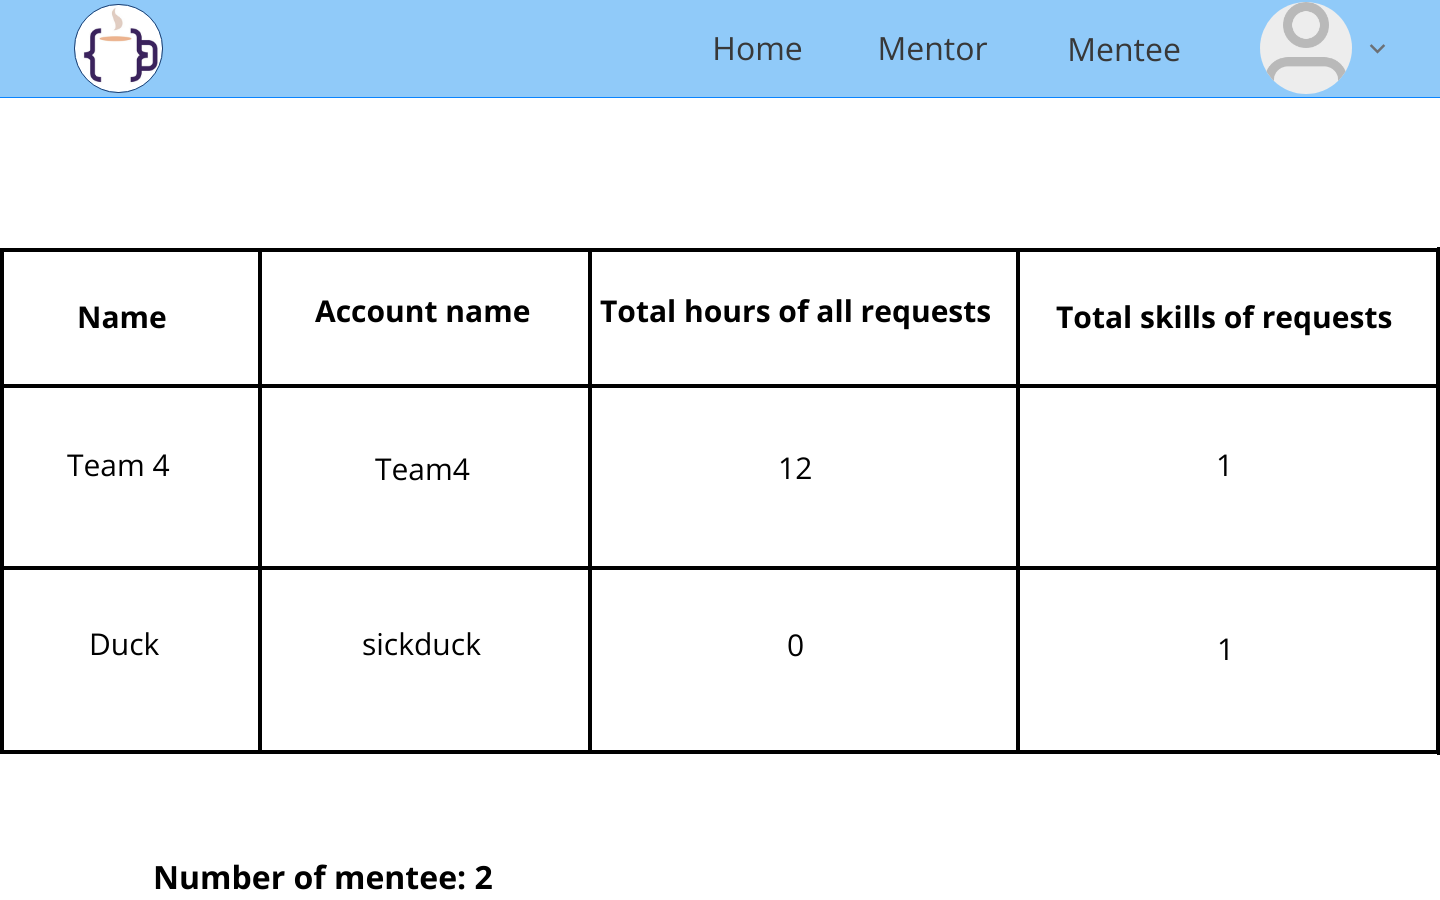 Home Mentor Mentee
Name Account name Total hours of all requests Total skills of requests
Team 4 Team4 12 1
Duck sickduck 0 1
Number of mentee: 2